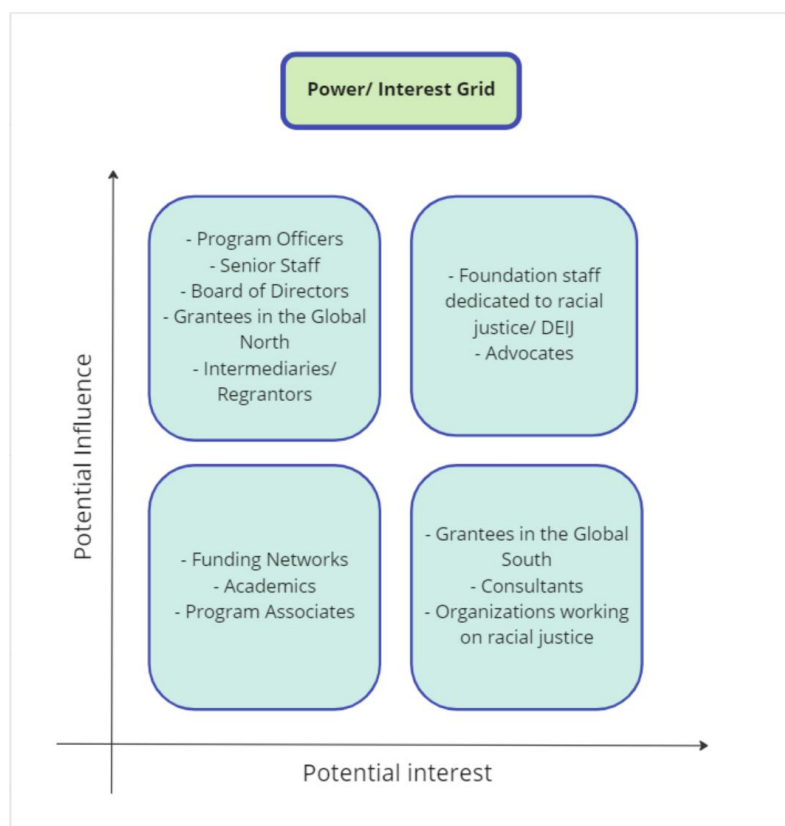 Power/ Interest Grid
- Program Officers
- Senior Staff
- Board of Directors
- Grantees in the Global
North
- Intermediaries/
Regrantors
- Foundation staff
dedicated to racial
justice/ DEIJ
- Advocates
Potential Influence
- Funding Networks
- Academics
- Program Associates
- Grantees in the Global
South
- Consultants
- Organizations working
on racial justice
Potential interest